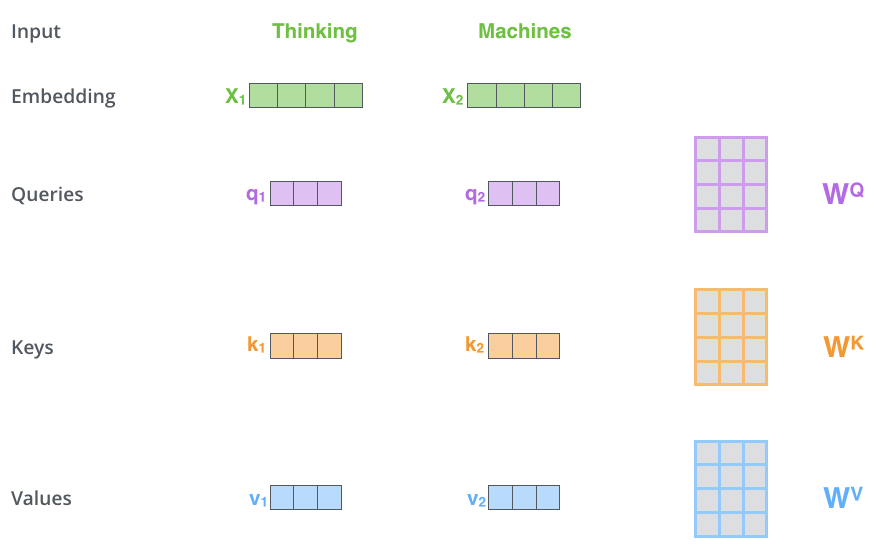 Input Thinking Machines
Embedding X1 X2
Queries q1 q2 WQ
Keys k1 k2 WK
Values v1 v2 WV